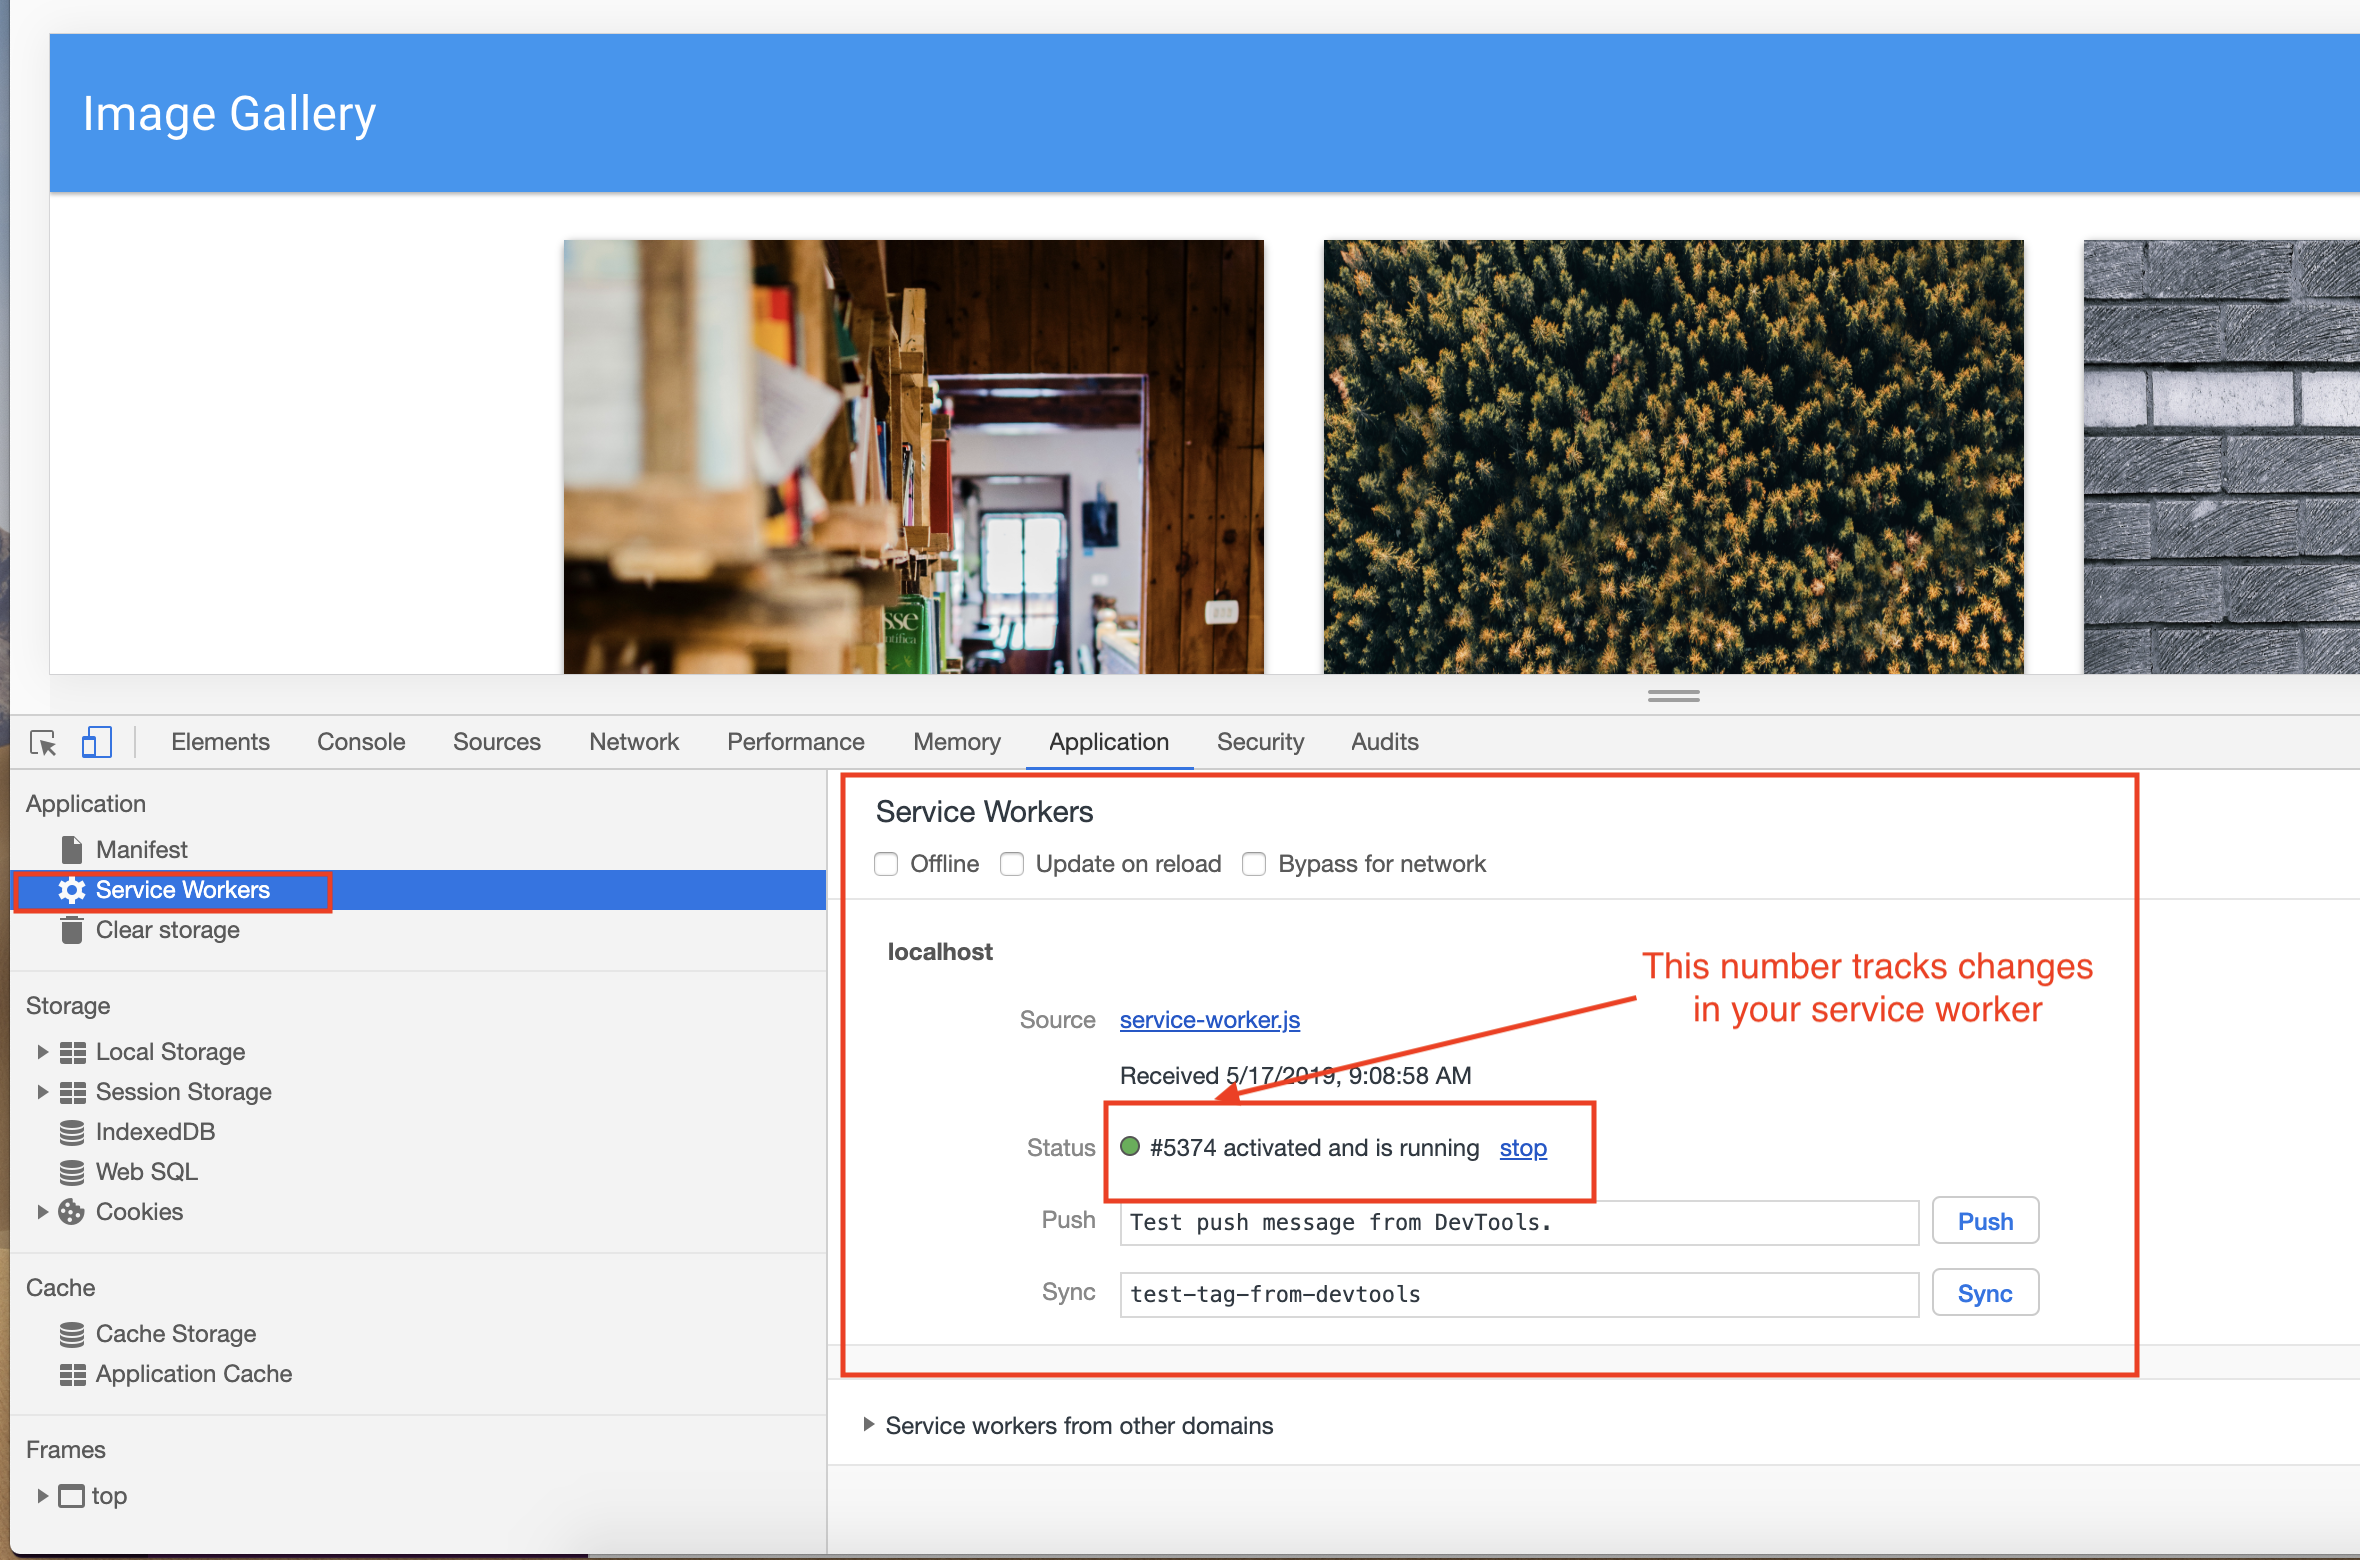 Image Gallery
sse
Elements Console Sources Network Performance Memory Application Security Audits
Application
Manifest
Service Workers
Clear storage
Storage
Local Storage
Session Storage
IndexedDB
Web SQL
Cookies
Cache
Cache Storage
Application Cache
Frames
top
Service Workers
Offline Update on reload Bypass for network
localhost
This number tracks changes
in your service worker
Source service-worker.js
Received 5/17/2019, 9:08:58 AM
Status #5374 activated and is running stop
Push Test push message from DevTools. Push
Sync test-tag-from-devtools Sync
Service workers from other domains